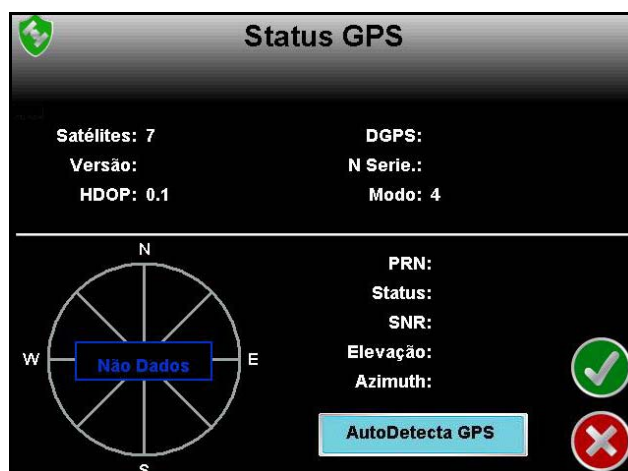 Status GPS
Satélites: 7
DGPS:
Versão:
N Serie.:
HDOP: 0.1
Modo: 4
N
W
E
S
Não Dados
PRN:
Status:
SNR:
Elevação:
Azimuth:
AutoDetecta GPS